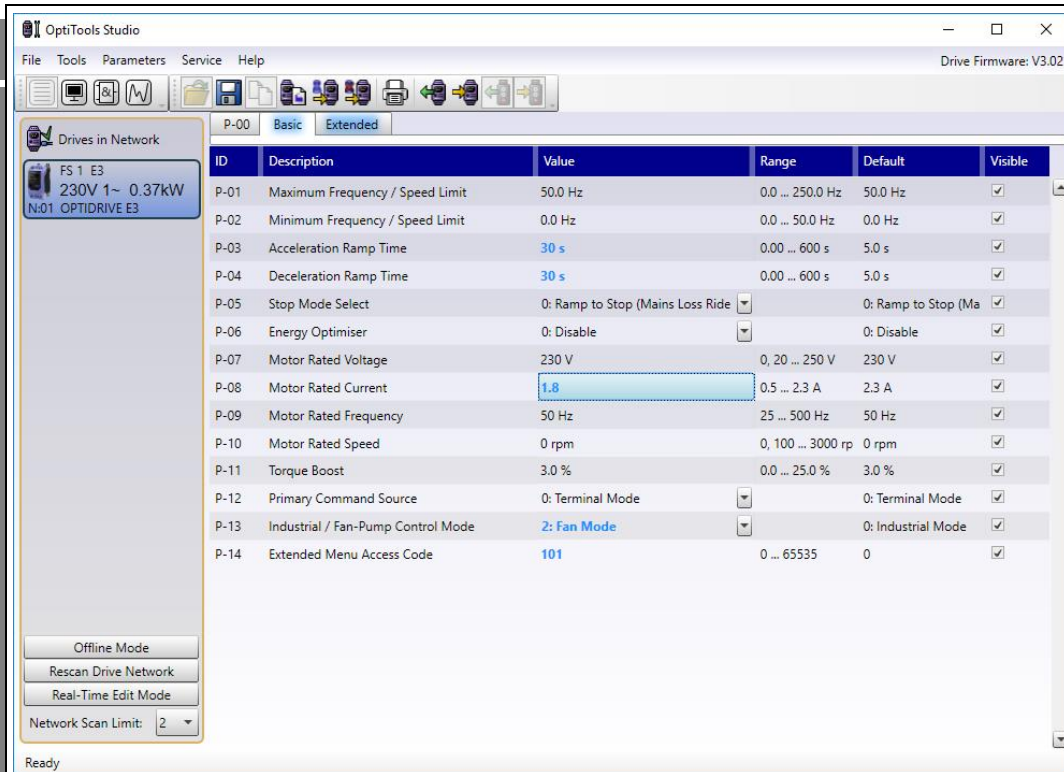 OptiTools Studio
File Tools Parameters Service Help Drive Firmware: V3.02
P-00 Basic Extended
Drives in Network
FS 1 E3
230V 1~ 0.37kW
N:01 OPTIDRIVE E3
ID Description Value Range Default Visible
P-01 Maximum Frequency / Speed Limit 50.0 Hz 0.0 ... 250.0 Hz 50.0 Hz
P-02 Minimum Frequency / Speed Limit 0.0 Hz 0.0 ... 50.0 Hz 0.0 Hz
P-03 Acceleration Ramp Time 30 s 0.00 ... 600 s 5.0 s
P-04 Deceleration Ramp Time 30 s 0.00 ... 600 s 5.0 s
P-05 Stop Mode Select 0: Ramp to Stop (Mains Loss Ride 0: Ramp to Stop (Ma
P-06 Energy Optimiser 0: Disable 0: Disable
P-07 Motor Rated Voltage 230 V 0, 20 ... 250 V 230 V
P-08 Motor Rated Current 1.8 0.5 ... 2.3 A 2.3 A
P-09 Motor Rated Frequency 50 Hz 25 ... 500 Hz 50 Hz
P-10 Motor Rated Speed 0 rpm 0, 100 ... 3000 rp 0 rpm
P-11 Torque Boost 3.0 % 0.0 ... 25.0 % 3.0 %
P-12 Primary Command Source 0: Terminal Mode 0: Terminal Mode
P-13 Industrial / Fan-Pump Control Mode 2: Fan Mode 0: Industrial Mode
P-14 Extended Menu Access Code 101 0 ... 65535 0
Offline Mode
Rescan Drive Network
Real-Time Edit Mode
Network Scan Limit: 2
Ready